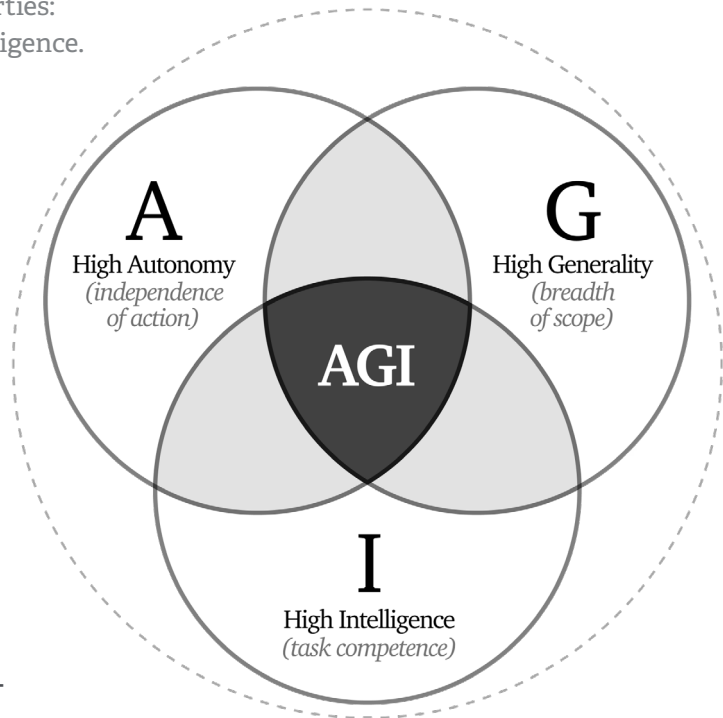 rties:
igence.
A
High Autonomy
(independence
of action)
G
High Generality
(breadth
of scope)
AGI
I
High Intelligence
(task competence)